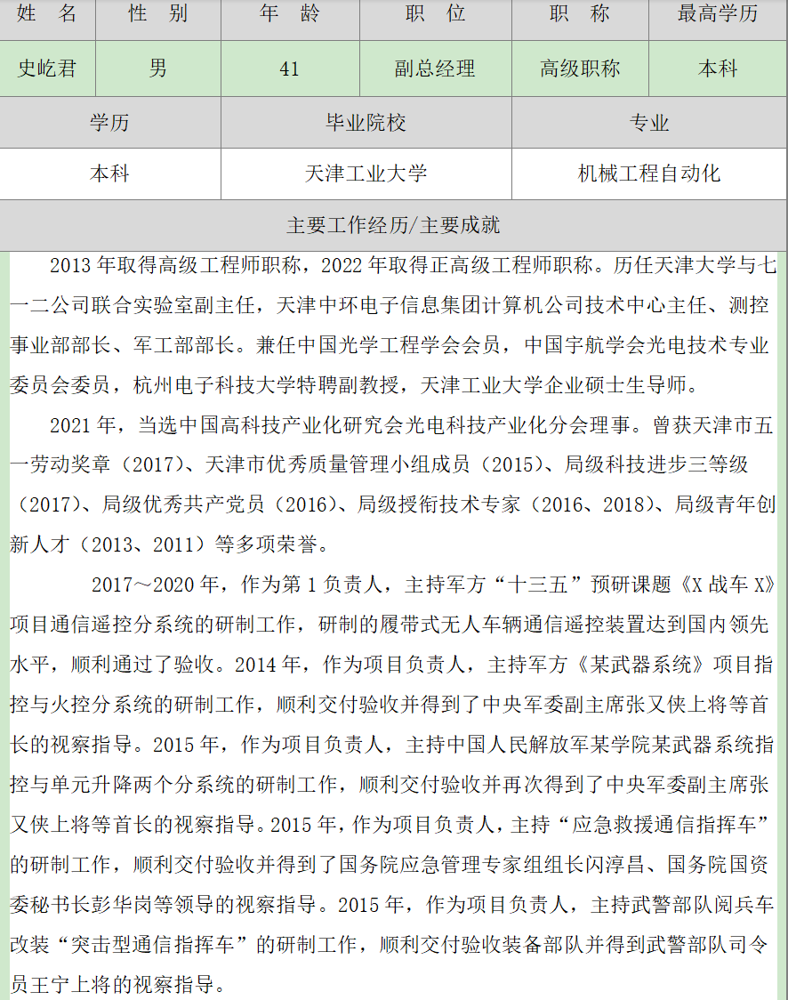 姓 名 性 别 年 龄 职 位 职 称 最高学历
史屹君 男 41 副总经理 高级职称 本科
学历 毕业院校 专业
本科 天津工业大学 机械工程自动化
主要工作经历/主要成就
2013 年取得高级工程师职称，2022 年取得正高级工程师职称。历任天津大学与七
一二公司联合实验室副主任，天津中环电子信息集团计算机公司技术中心主任、测控
事业部部长、军工部部长。兼任中国光学工程学会会员，中国宇航学会光电技术专业
委员会委员，杭州电子科技大学特聘副教授，天津工业大学企业硕士生导师。
2021 年，当选中国高科技产业化研究会光电科技产业化分会理事。曾获天津市五
一劳动奖章（2017）、天津市优秀质量管理小组成员（2015）、局级科技进步三等级
（2017）、局级优秀共产党员（2016）、局级授衔技术专家（2016、2018）、局级青年创
新人才（2013、2011）等多项荣誉。
2017～2020 年，作为第 1 负责人，主持军方“十三五”预研课题《X 战车 X》
项目通信遥控分系统的研制工作，研制的履带式无人车辆通信遥控装置达到国内领先
水平，顺利通过了验收。2014 年，作为项目负责人，主持军方《某武器系统》项目指
控与火控分系统的研制工作，顺利交付验收并得到了中央军委副主席张又侠上将等首
长的视察指导。2015 年，作为项目负责人，主持中国人民解放军某学院某武器系统指
控与单元升降两个分系统的研制工作，顺利交付验收并再次得到了中央军委副主席张
又侠上将等首长的视察指导。2015 年，作为项目负责人，主持“应急救援通信指挥车”
的研制工作，顺利交付验收并得到了国务院应急管理专家组组长闪淳昌、国务院国资
委秘书长彭华岗等领导的视察指导。2015 年，作为项目负责人，主持武警部队阅兵车
改装“突击型通信指挥车”的研制工作，顺利交付验收装备部队并得到武警部队司令
员王宁上将的视察指导。